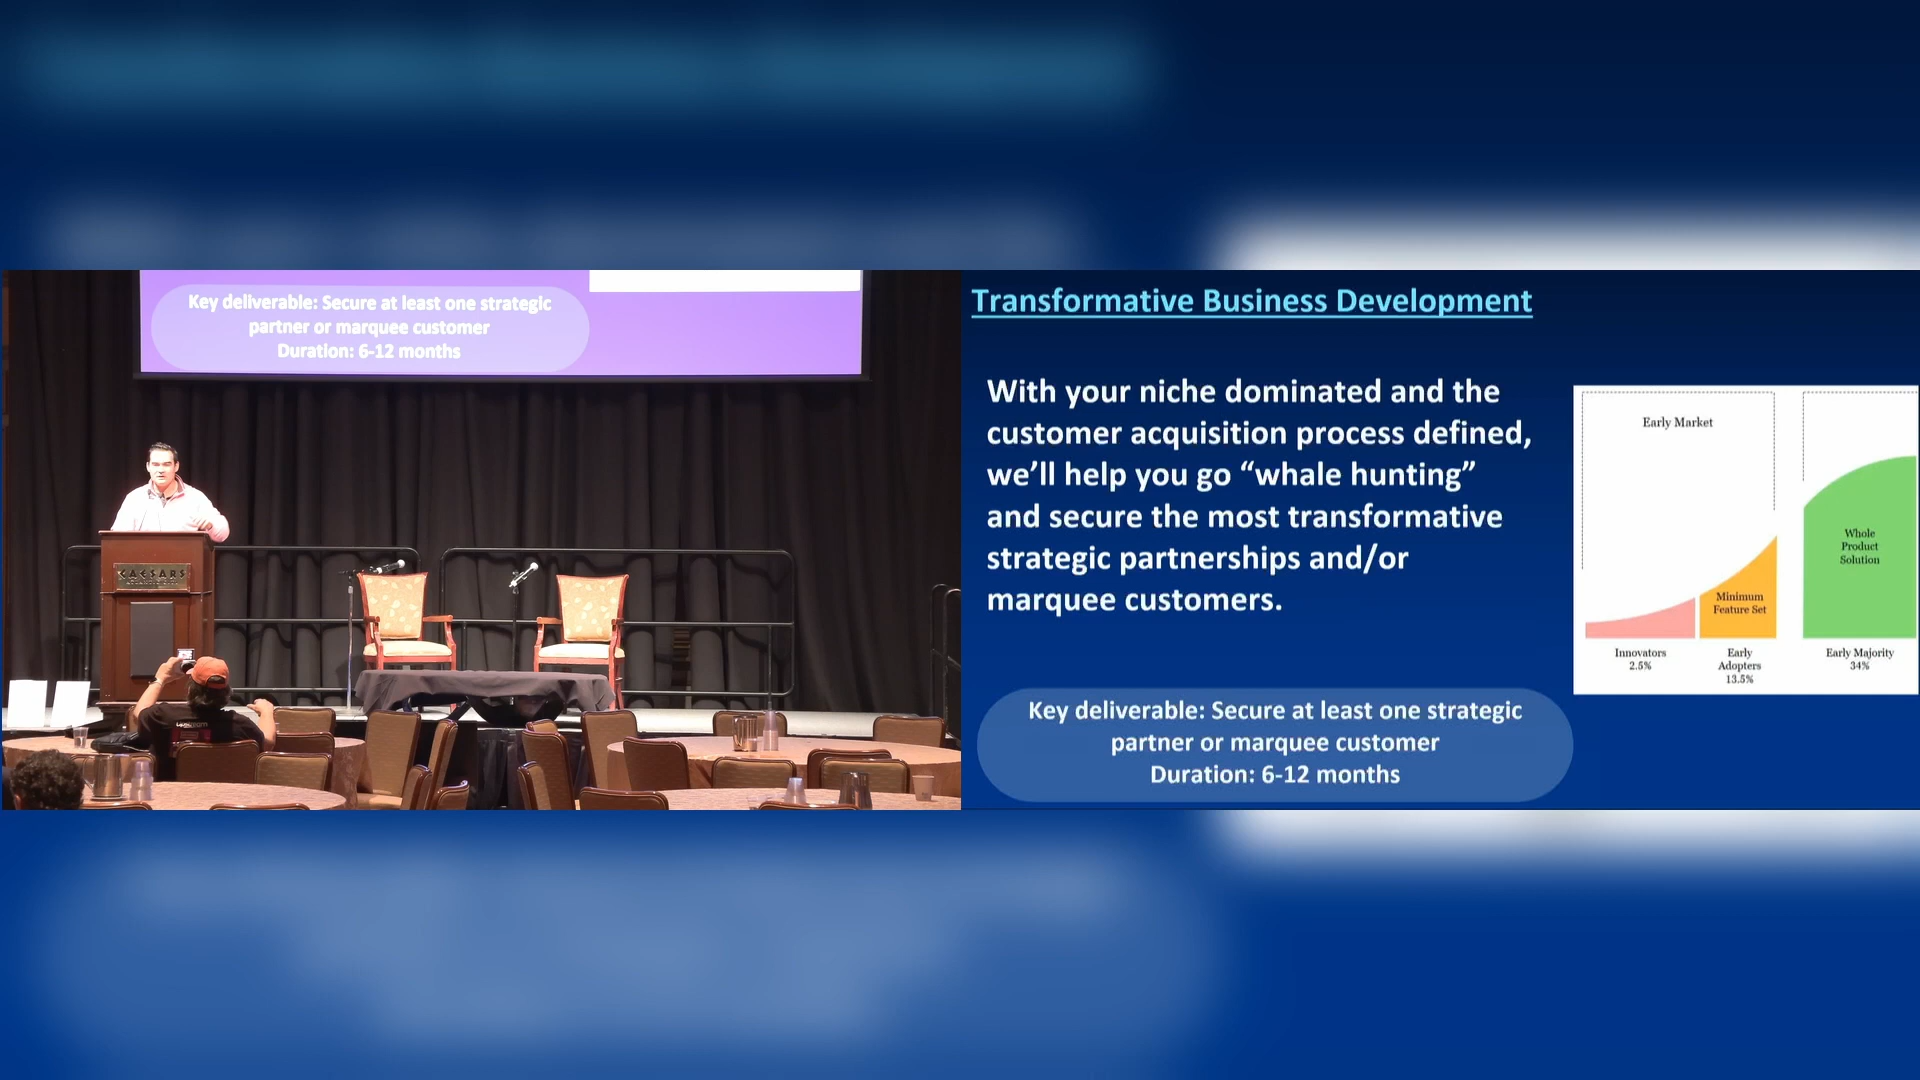 Key deliverable: Secure at least one strategic
partner or marquee customer
Duration: 6-12 months
CAESARS
Transformative Business Development
With your niche dominated and the
customer acquisition process defined,
we’ll help you go “whale hunting”
and secure the most transformative
strategic partnerships and/or
marquee customers.
Key deliverable: Secure at least one strategic
partner or marquee customer
Duration: 6-12 months
Early Market
Whole
Product
Solution
Minimum
Feature Set
Innovators
2.5%
Early
Adopters
13.5%
Early Majority
34%